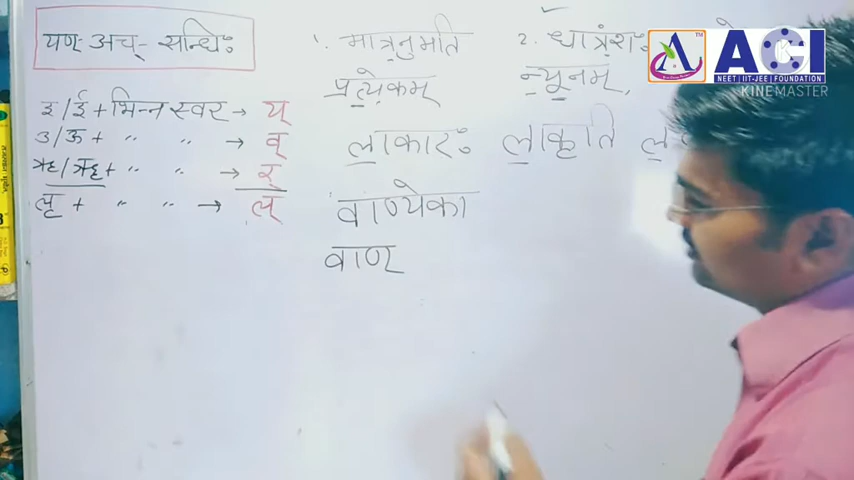 यण् अच्- सन्धिः
इ/ई + भिन्न स्वर → य्
उ/ऊ + " " → व्
ऋ/ॠ + " " → र्
लृ + " " → ल्
1. मात्रनुमति
प्रत्येकम्
लाकारः
वाण्येका
वाण्
2. धात्रंशः
न्यूनम्,
लाकृति
ACI
NEET | IIT-JEE | FOUNDATION
KINEMASTER